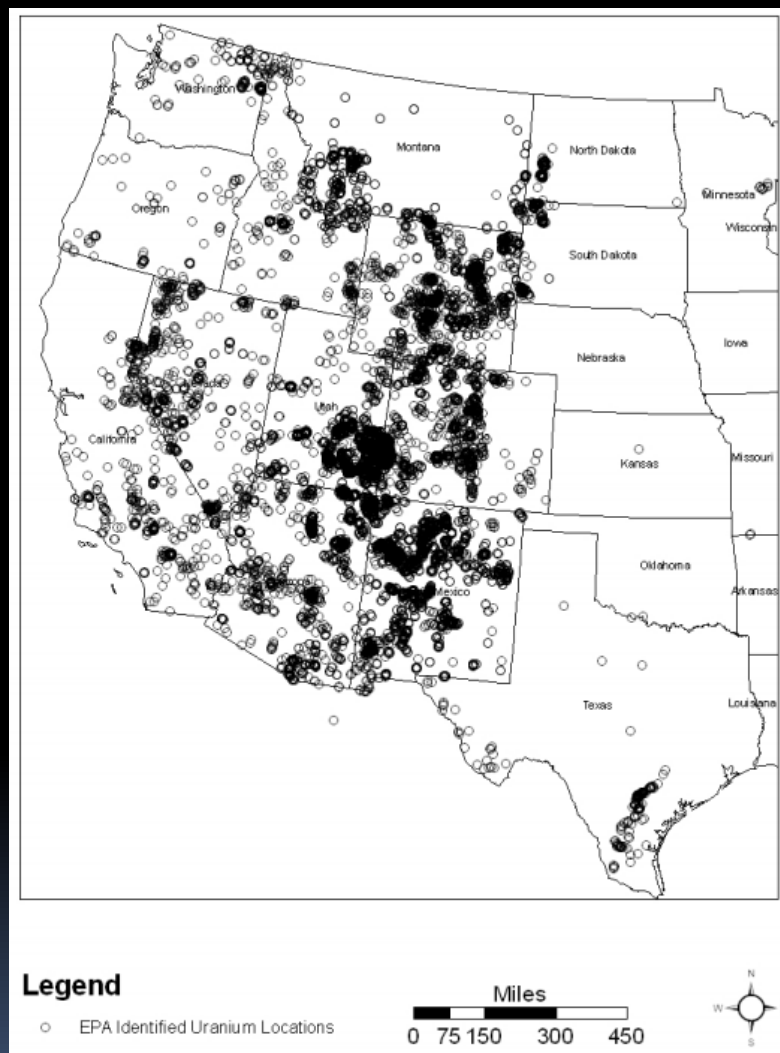 Washington
Montana
North Dakota
Minnesota
Oregon
Wisconsin
South Dakota
Iowa
Nebraska
Utah
California
Kansas
Missouri
Oklahoma
Arkansas
Mexico
Texas
Louisiana
Legend
EPA Identified Uranium Locations
Miles
0 75 150 300 450
N
W E
S